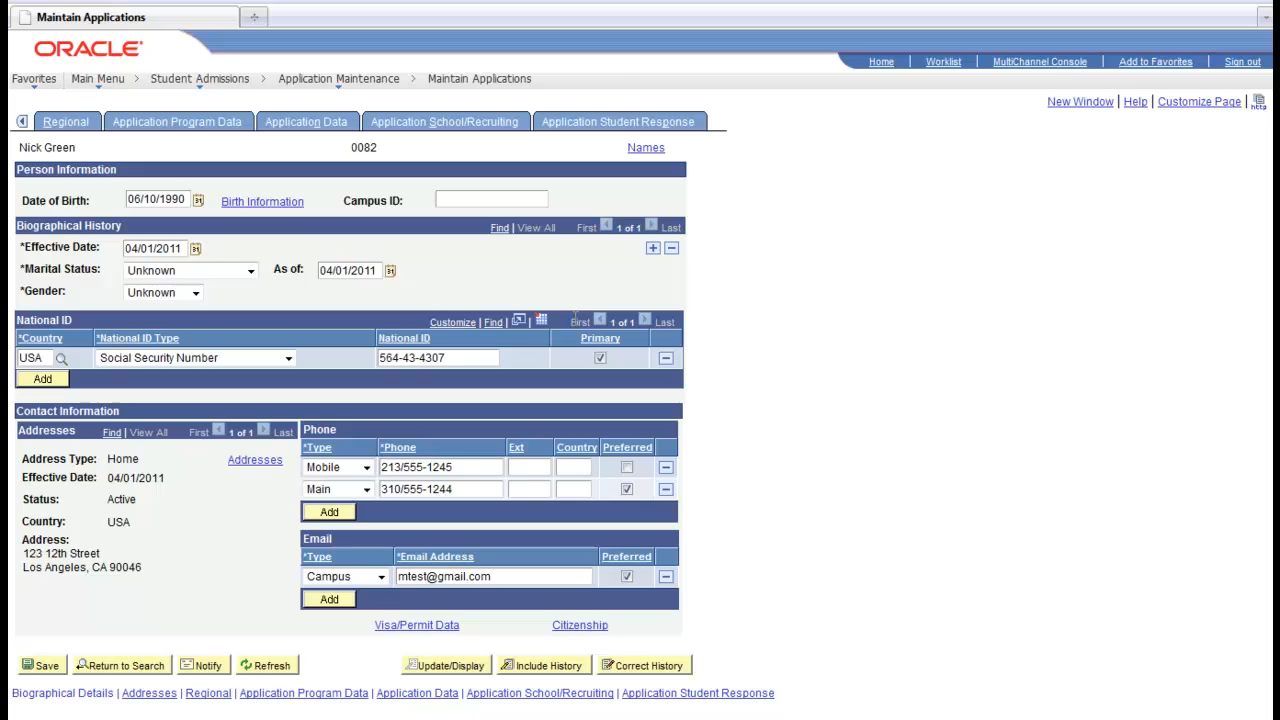 Maintain Applications
ORACLE
Home | Worklist | MultiChannel Console | Add to Favorites | Sign out
Favorites | Main Menu > Student Admissions > Application Maintenance > Maintain Applications
New Window | Help | Customize Page | http
Regional Application Program Data Application Data Application School/Recruiting Application Student Response
Nick Green 0082 Names
Person Information
Date of Birth: 06/10/1990 31 Birth Information Campus ID:
Biographical History Find | View All First 1 of 1 Last
*Effective Date: 04/01/2011 31
*Marital Status: Unknown As of: 04/01/2011 31
*Gender: Unknown
National ID Customize | Find | | First 1 of 1 Last
*Country *National ID Type National ID Primary
USA Social Security Number 564-43-4307
Add
Contact Information
Addresses Find | View All First 1 of 1 Last
Address Type: Home Addresses
Effective Date: 04/01/2011
Status: Active
Country: USA
Address:
123 12th Street
Los Angeles, CA 90046
Phone
*Type *Phone Ext Country Preferred
Mobile 213/555-1245
Main 310/555-1244
Add
Email
*Type *Email Address Preferred
Campus mtest@gmail.com
Add
Visa/Permit Data Citizenship
Save Return to Search Notify Refresh Update/Display Include History Correct History
Biographical Details | Addresses | Regional | Application Program Data | Application Data | Application School/Recruiting | Application Student Response